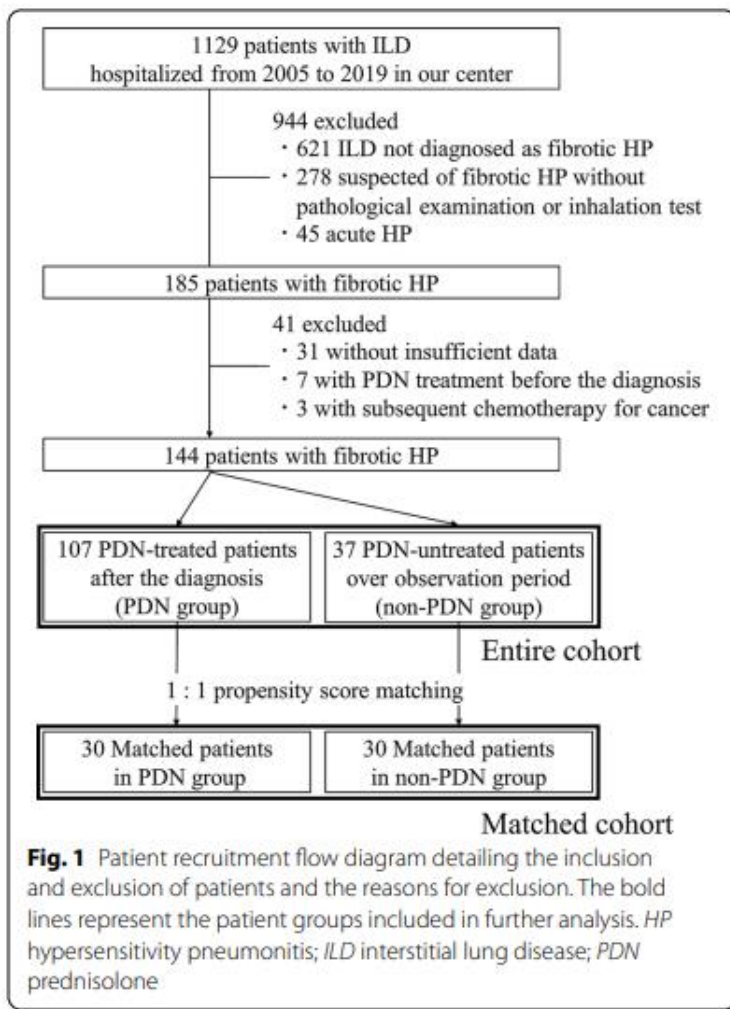 1129 patients with ILD
hospitalized from 2005 to 2019 in our center
944 excluded
・621 ILD not diagnosed as fibrotic HP
・278 suspected of fibrotic HP without
pathological examination or inhalation test
・45 acute HP
185 patients with fibrotic HP
41 excluded
・31 without insufficient data
・7 with PDN treatment before the diagnosis
・3 with subsequent chemotherapy for cancer
144 patients with fibrotic HP
107 PDN-treated patients
after the diagnosis
(PDN group)
37 PDN-untreated patients
over observation period
(non-PDN group)
Entire cohort
1 : 1 propensity score matching
30 Matched patients
in PDN group
30 Matched patients
in non-PDN group
Matched cohort
Fig. 1 Patient recruitment flow diagram detailing the inclusion
and exclusion of patients and the reasons for exclusion. The bold
lines represent the patient groups included in further analysis. HP
hypersensitivity pneumonitis; ILD interstitial lung disease; PDN
prednisolone